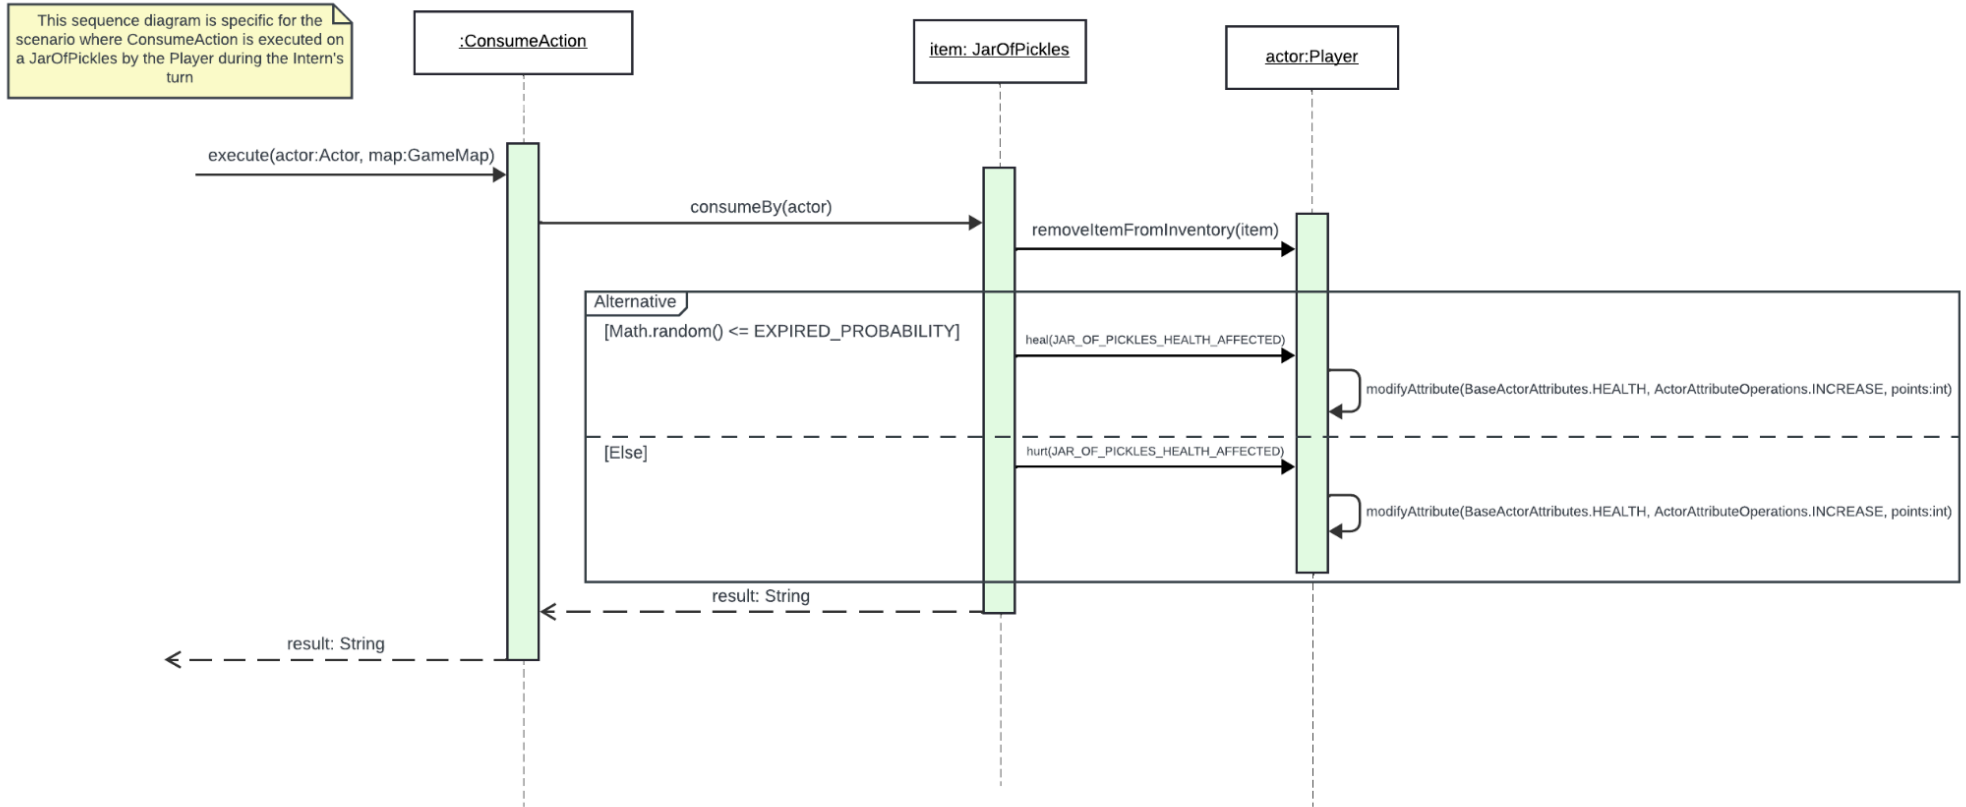 This sequence diagram is specific for the
scenario where ConsumeAction is executed on
a JarOfPickles by the Player during the Intern's
turn
:ConsumeAction
item: JarOfPickles
actor:Player
execute(actor:Actor, map:GameMap)
consumeBy(actor)
removeItemFromInventory(item)
Alternative
[Math.random() <= EXPIRED_PROBABILITY]
heal(JAR_OF_PICKLES_HEALTH_AFFECTED)
modifyAttribute(BaseActorAttributes.HEALTH, ActorAttributeOperations.INCREASE, points:int)
[Else]
hurt(JAR_OF_PICKLES_HEALTH_AFFECTED)
modifyAttribute(BaseActorAttributes.HEALTH, ActorAttributeOperations.INCREASE, points:int)
result: String
result: String